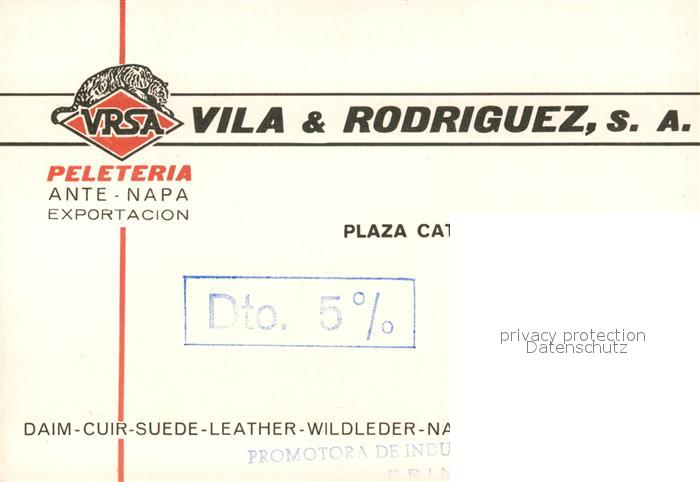 VRSA
VILA & RODRIGUEZ, S. A.
PELETERIA
ANTE - NAPA
EXPORTACION
PLAZA CAT
Dto. 5%
privacy protection
Datenschutz
DAIM-CUIR-SUEDE-LEATHER-WILDLEDER-NA
PROMOTORA DE INDU